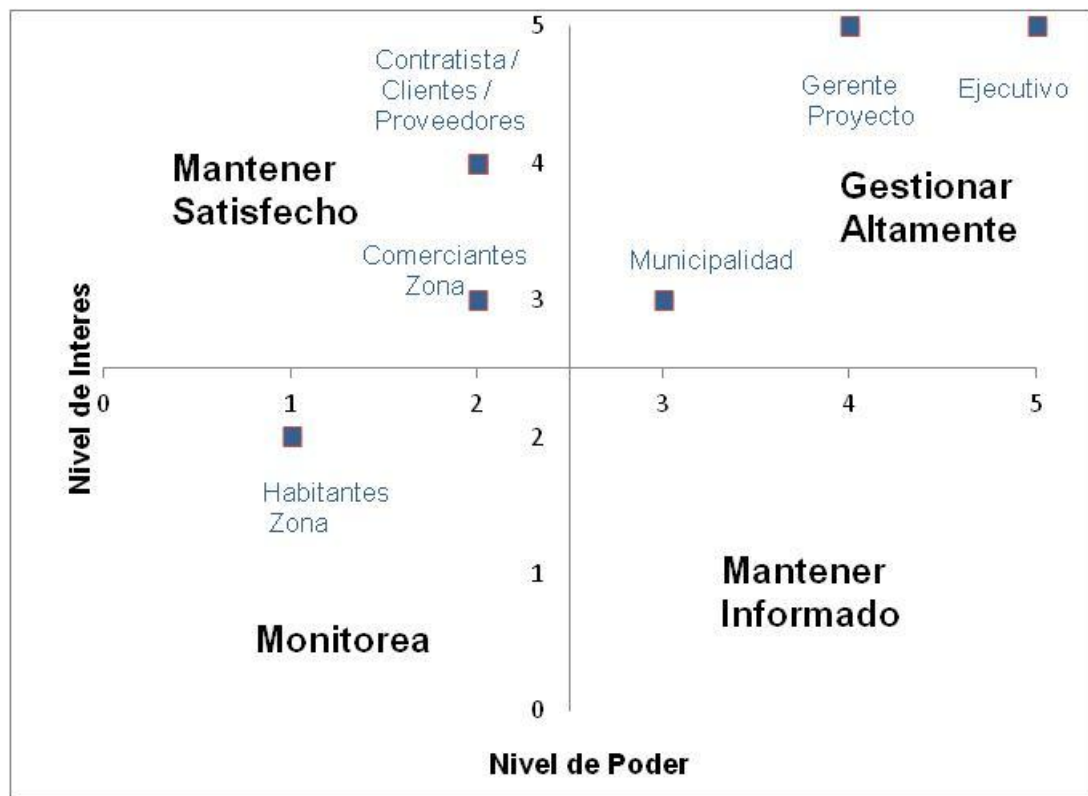 5
Contratista /
Clientes /
Proveedores
Gerente
Proyecto
Ejecutivo
4
Mantener
Satisfecho
Gestionar
Altamente
Comerciantes
Zona
Municipalidad
3
Nivel de Interes
0 1 2 3 4 5
2
Habitantes
Zona
1
Mantener
Informado
Monitorea
0
Nivel de Poder